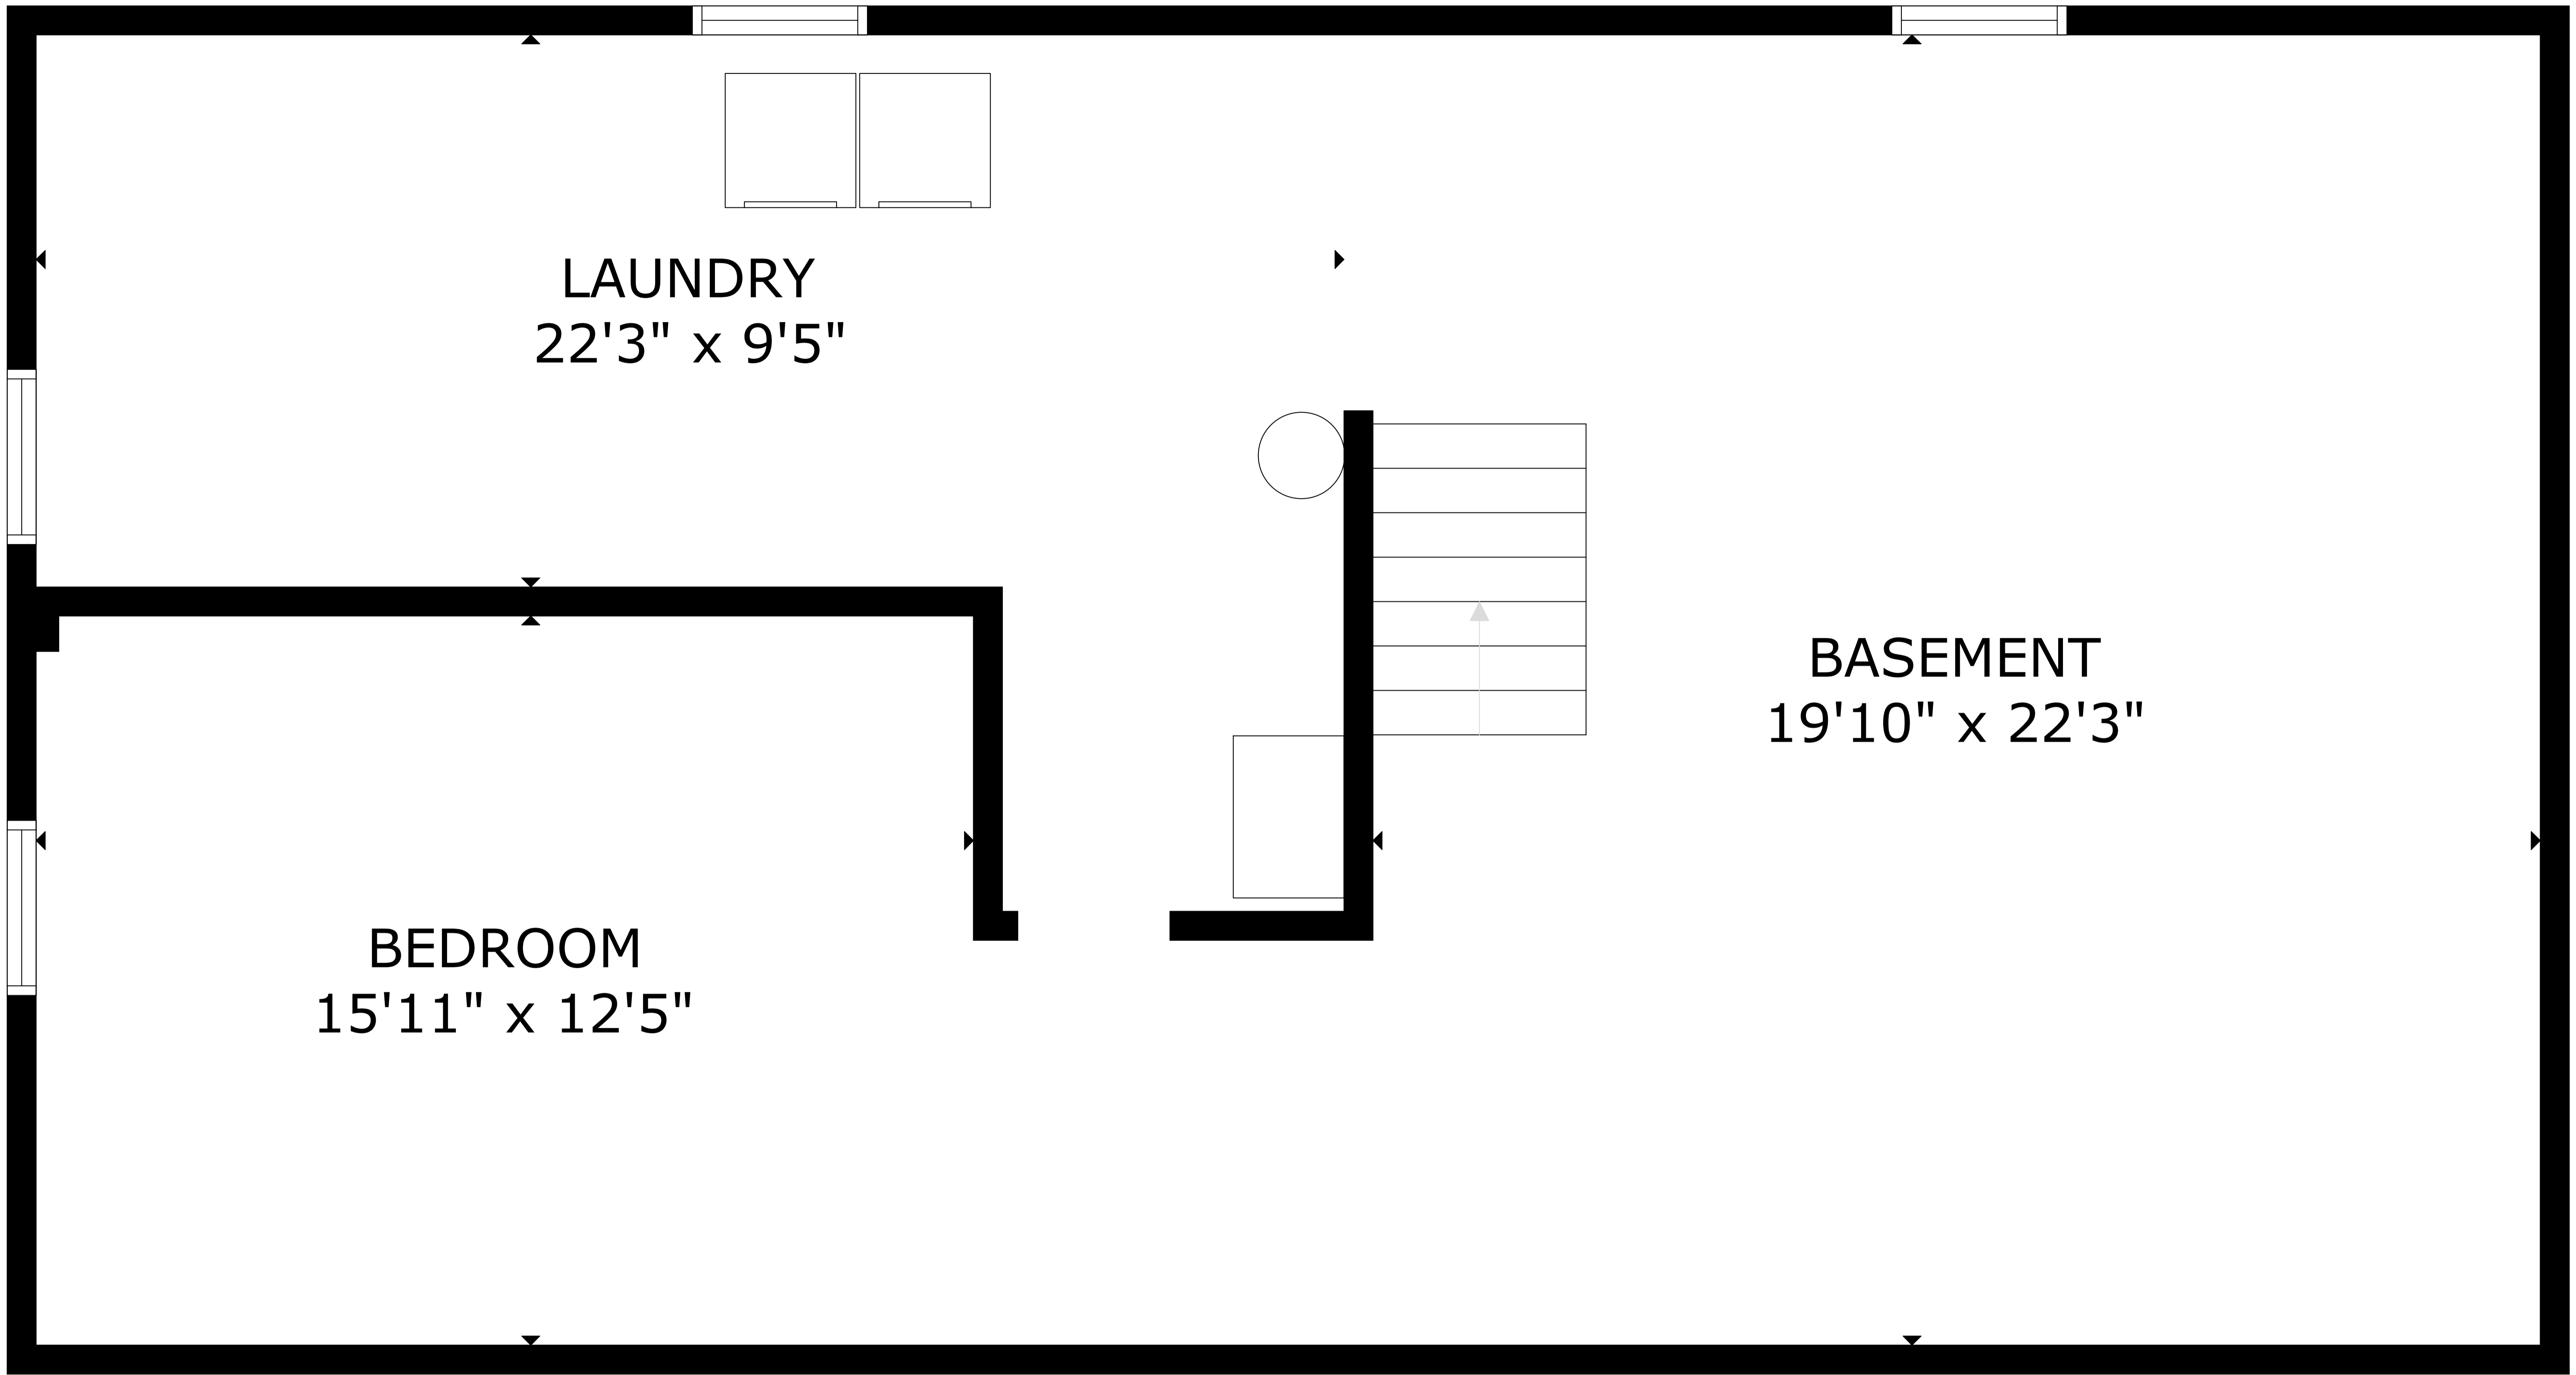 LAUNDRY
22'3" x 9'5"
BASEMENT
19'10" x 22'3"
BEDROOM
15'11" x 12'5"